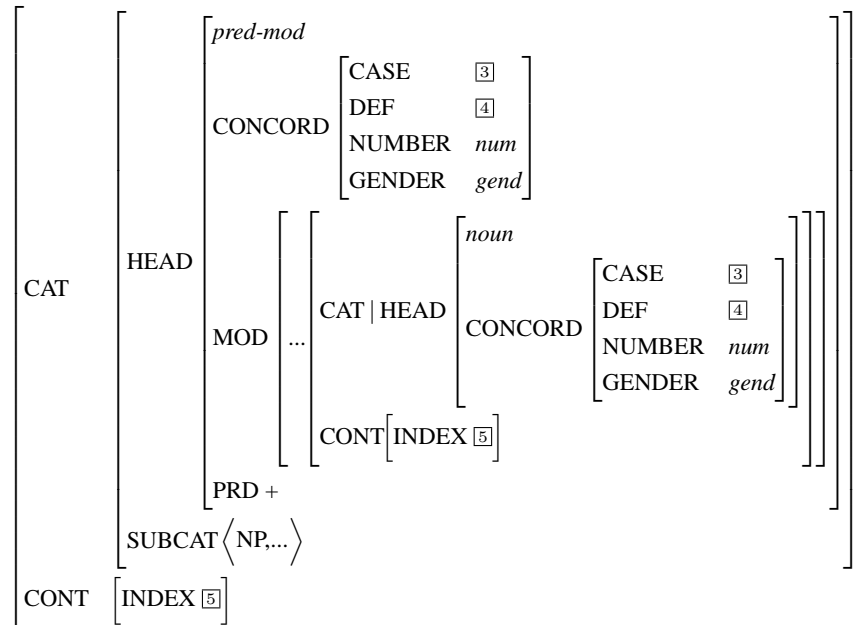 pred-mod
CASE 3
DEF 4
CONCORD
NUMBER num
GENDER gend
HEAD
noun
CASE 3
CAT
CAT | HEAD
DEF 4
MOD
...
CONCORD
NUMBER num
GENDER gend
CONT [INDEX 5]
PRD +
SUBCAT ⟨NP,...⟩
CONT [INDEX 5]